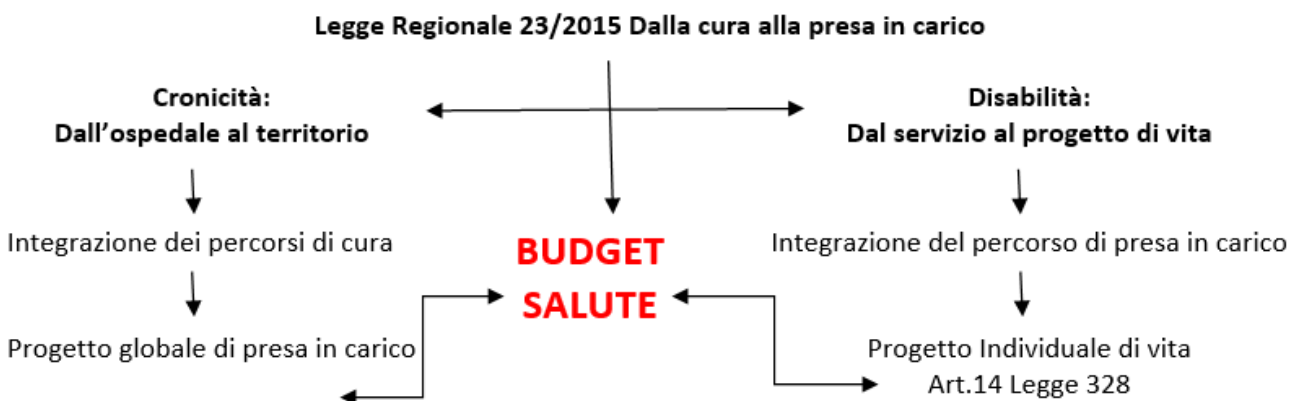 Legge Regionale 23/2015 Dalla cura alla presa in carico
Cronicità:
Dall'ospedale al territorio
Disabilità:
Dal servizio al progetto di vita
Integrazione dei percorsi di cura
BUDGET
SALUTE
Integrazione del percorso di presa in carico
Progetto globale di presa in carico
Progetto Individuale di vita
Art.14 Legge 328